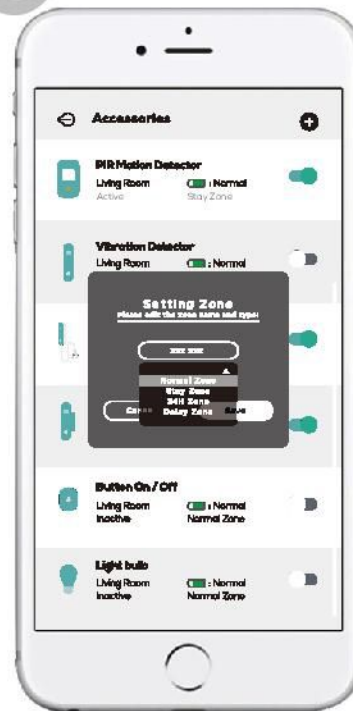 Accessories
PIR Motion Detector
Living Room : Normal
Active Stay Zone
Vibration Detector
Living Room : Normal
Setting Zone
Please edit the zone name and type:
Normal Zone
Stay Zone
24H Zone
Delay Zone
Save
Button On / Off
Living Room : Normal
Inactive Normal Zone
Light bulb
Living Room : Normal
Inactive Normal Zone